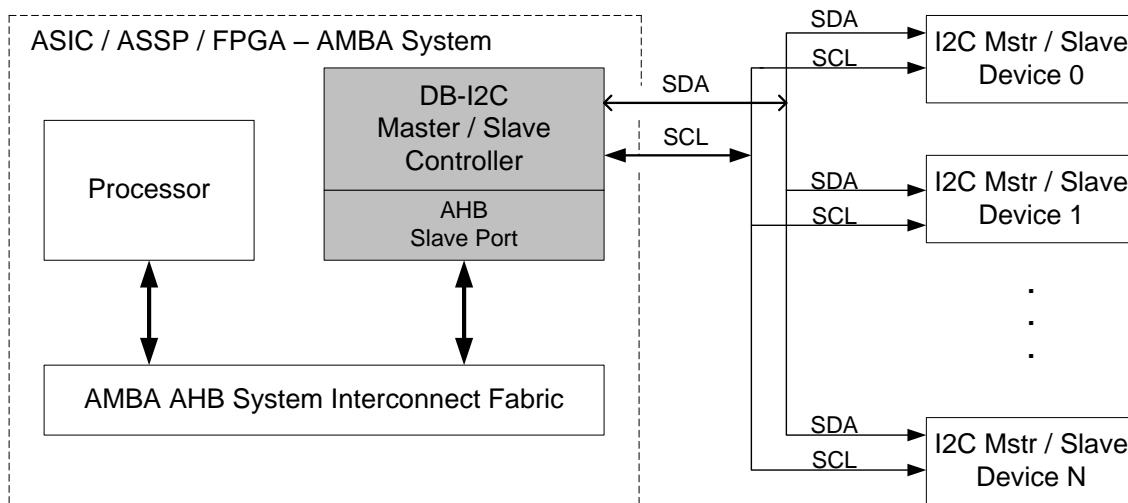 ASIC / ASSP / FPGA – AMBA System
Processor
DB-I2C
Master / Slave
Controller
AHB
Slave Port
AMBA AHB System Interconnect Fabric
SDA
SCL
SDA
SCL
I2C Mstr / Slave
Device 0
SDA
SCL
I2C Mstr / Slave
Device 1
.
.
.
SDA
SCL
I2C Mstr / Slave
Device N